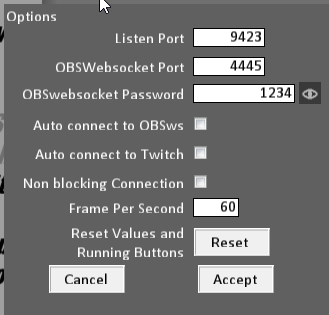 Options
Listen Port 9423
OBSWebsocket Port 4445
OBSwebsocket Password 1234
Auto connect to OBSws
Auto connect to Twitch
Non blocking Connection
Frame Per Second 60
Reset Values and
Running Buttons Reset
Cancel Accept